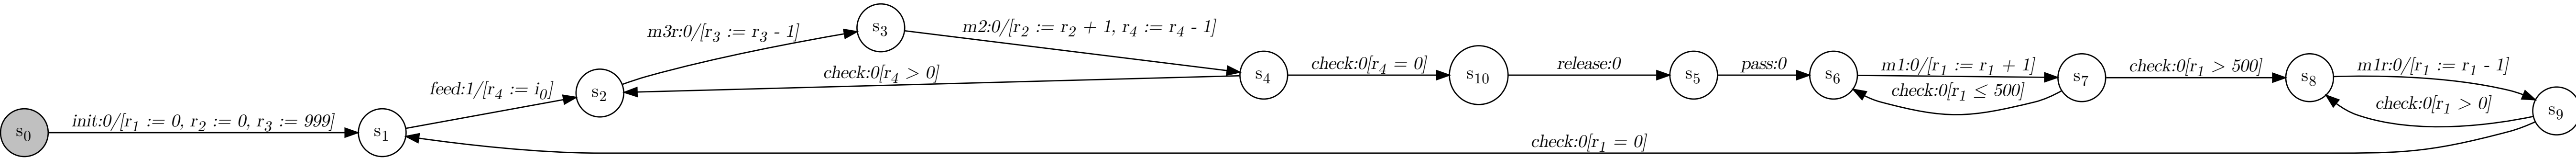 s0
init:0/[r1 := 0, r2 := 0, r3 := 999]
s1
feed:1/[r4 := i0]
s2
m3r:0/[r3 := r3 - 1]
s3
m2:0/[r2 := r2 + 1, r4 := r4 - 1]
s4
check:0[r4 > 0]
check:0[r4 = 0]
s10
release:0
s5
pass:0
s6
m1:0/[r1 := r1 + 1]
s7
check:0[r1 ≤ 500]
check:0[r1 > 500]
s8
m1r:0/[r1 := r1 - 1]
s9
check:0[r1 > 0]
check:0[r1 = 0]